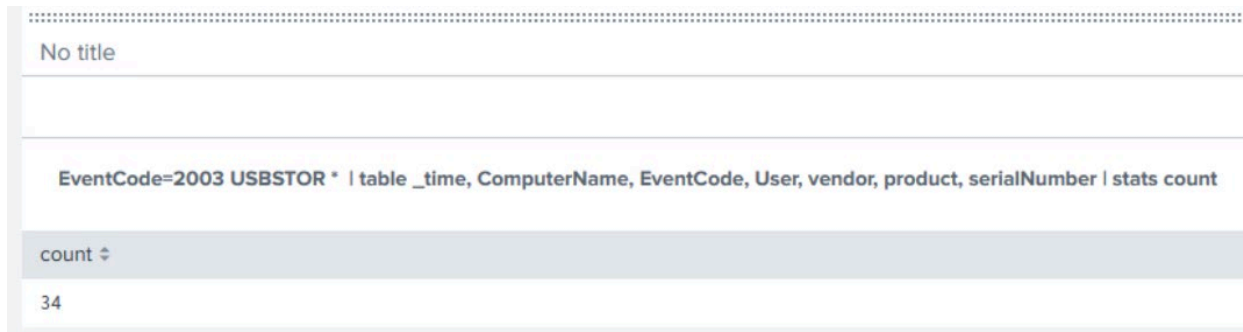 No title
EventCode=2003 USBSTOR * | table _time, ComputerName, EventCode, User, vendor, product, serialNumber | stats count
count
34